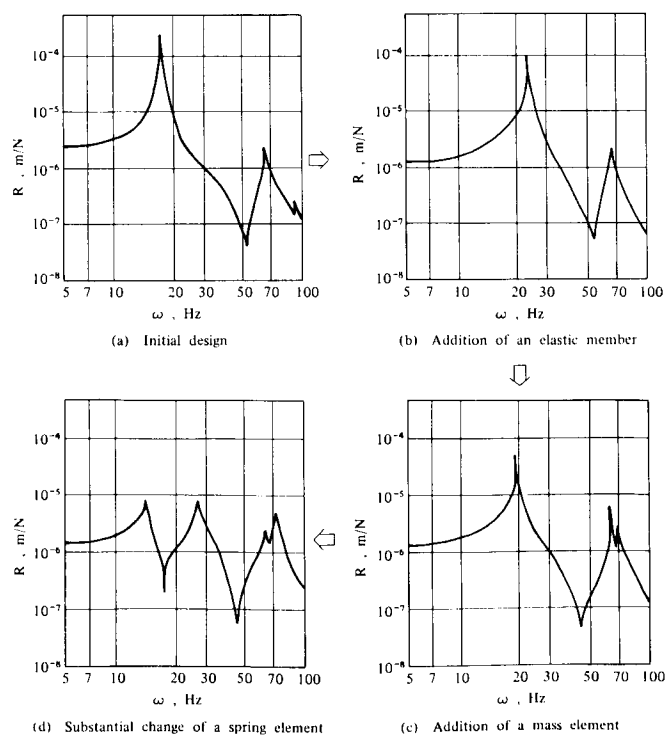 R , m/N
10⁻⁴
10⁻⁵
10⁻⁶
10⁻⁷
10⁻⁸
5 7 10 20 30 50 70 100
ω , Hz
(a) Initial design
R , m/N
10⁻⁴
10⁻⁵
10⁻⁶
10⁻⁷
10⁻⁸
5 7 10 20 30 50 70 100
ω , Hz
(b) Addition of an elastic member
R , m/N
10⁻⁴
10⁻⁵
10⁻⁶
10⁻⁷
10⁻⁸
5 7 10 20 30 50 70 100
ω , Hz
(d) Substantial change of a spring element
R , m/N
10⁻⁴
10⁻⁵
10⁻⁶
10⁻⁷
10⁻⁸
5 7 10 20 30 50 70 100
ω , Hz
(c) Addition of a mass element